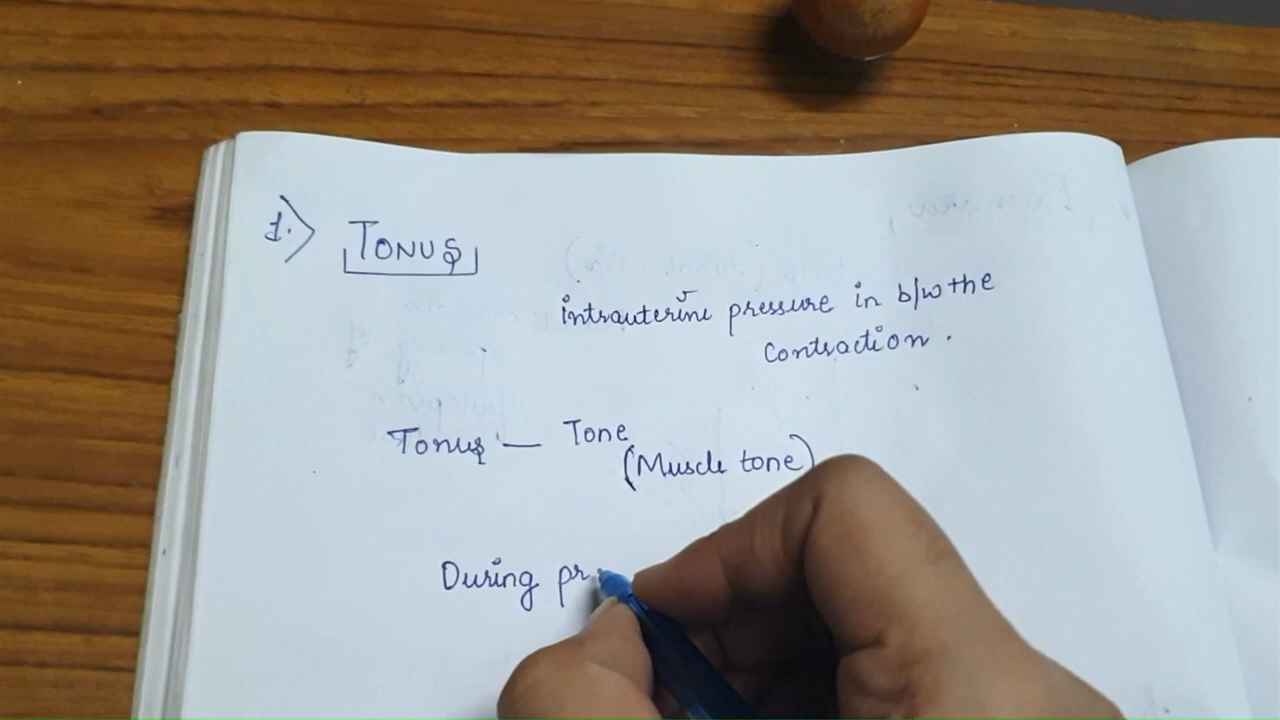 1.) TONUS
intrauterine pressure in b/w the
contraction.
Tonus — Tone
(Muscle tone)
During pr